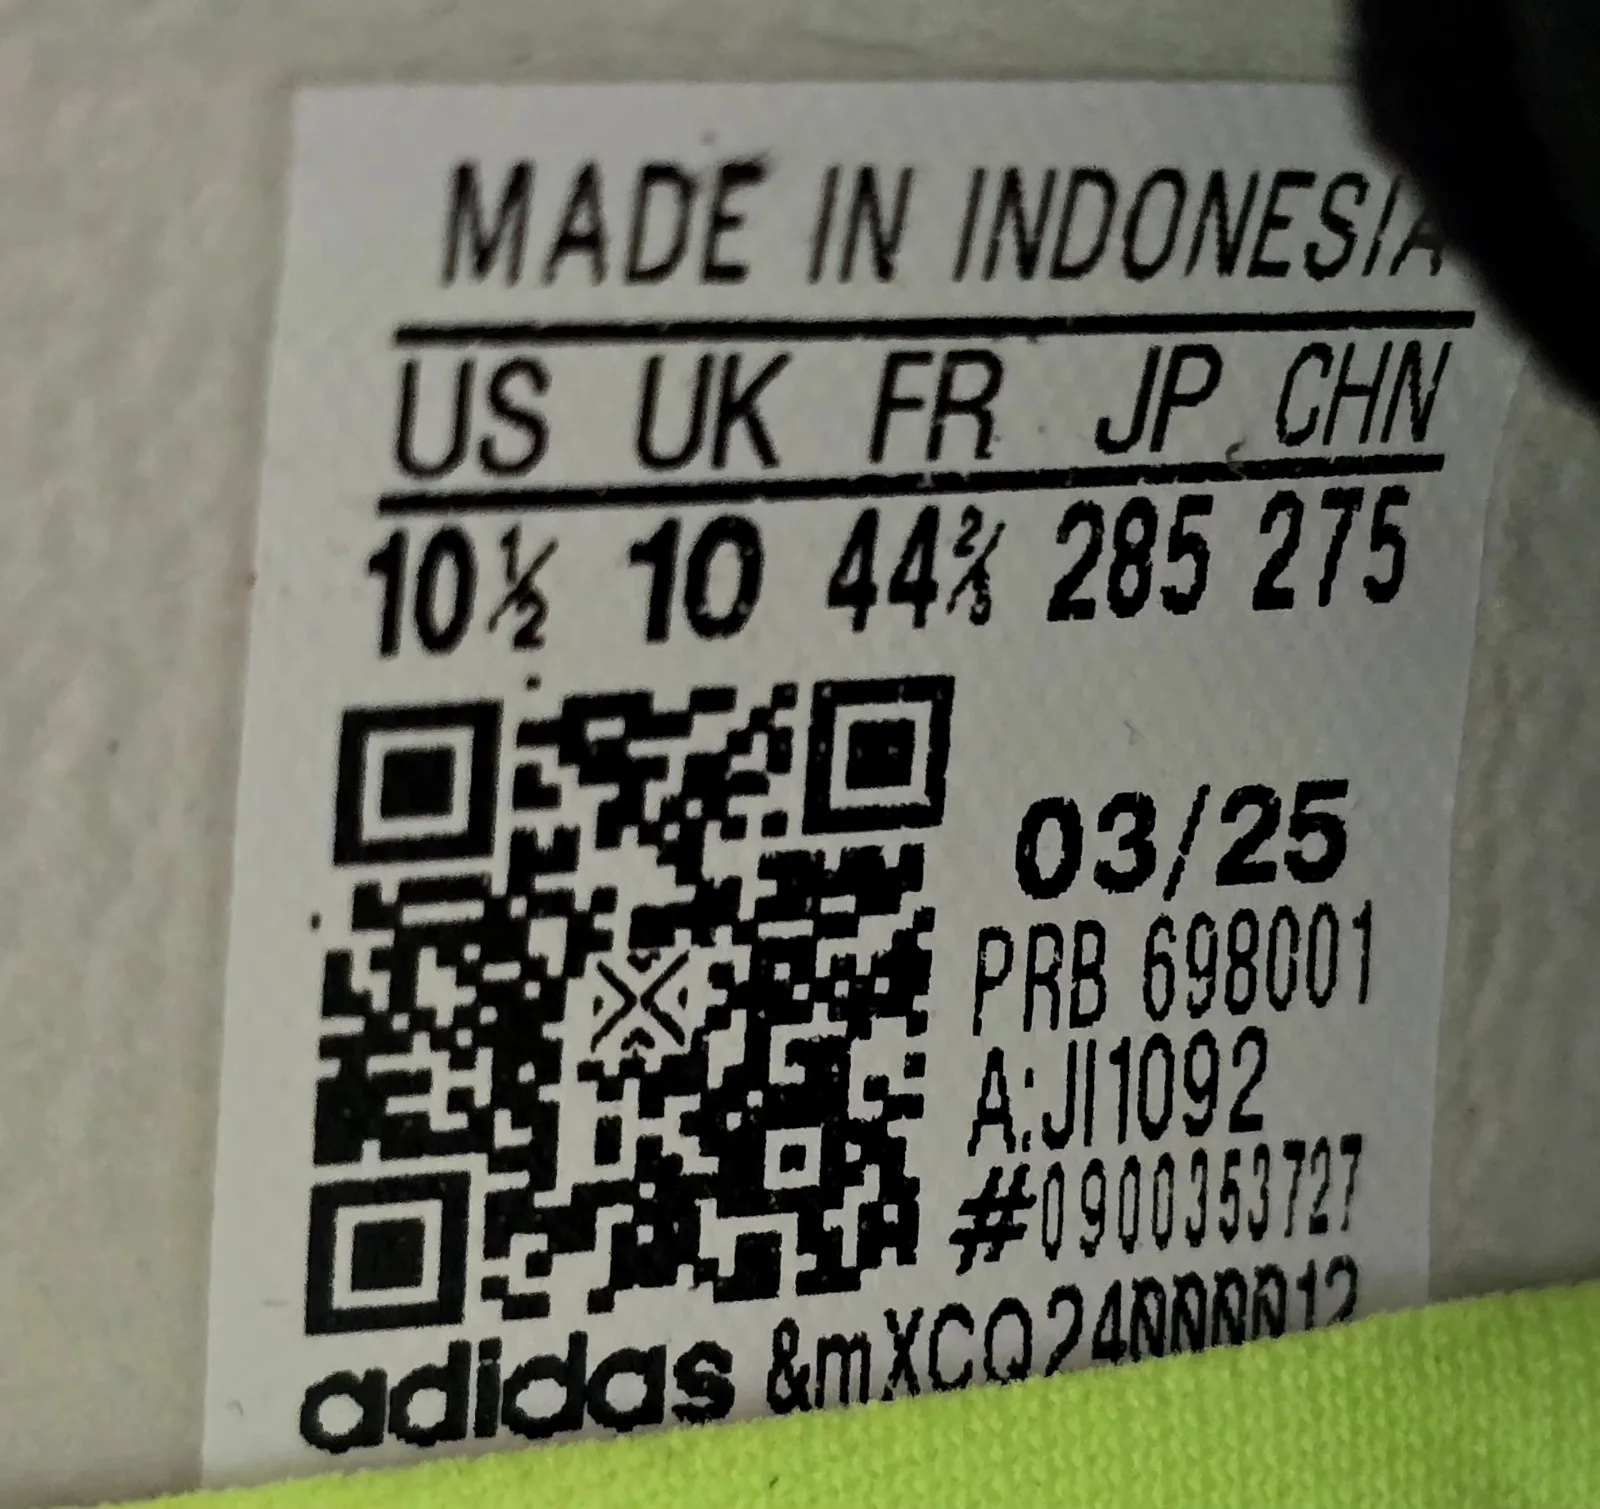 MADE IN INDONESIA
US UK FR JP CHN
10½ 10 44⅔ 285 275
03/25
PRB 698001
A:JI1092
#0900353727
adidas